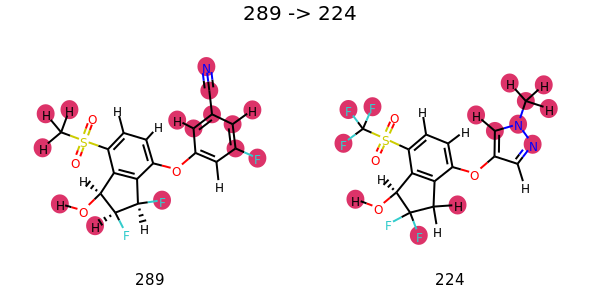 289 -> 224
N
H H H H H
H H O S O F
H O H
H O F
H F H
H H H
F F H H
F O S H N
O N
H O H
H O H
F F H
289 224